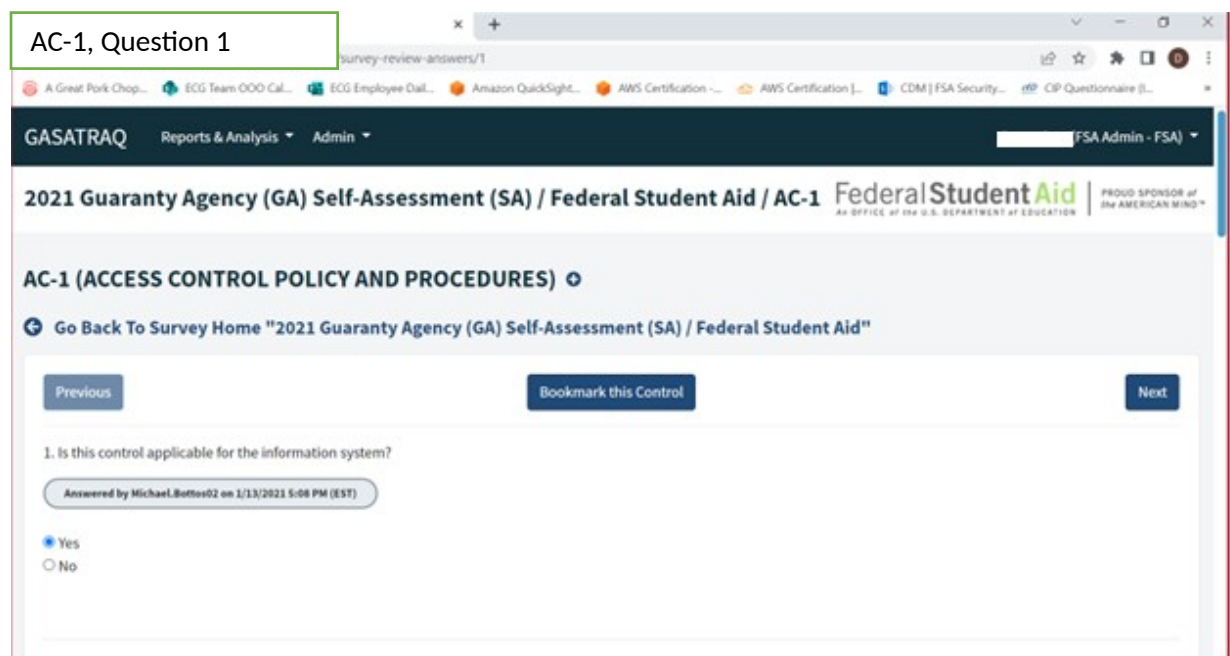 AC-1, Question 1
× +
/survey-review-answers/1
A Great Pork Chop... ECG Team OOO Cal... ECG Employee Dail... Amazon QuickSight... AWS Certification -... AWS Certification |... CDM | FSA Security... CIP Questionnaire (I... »
D
GASATRAQ Reports & Analysis Admin (FSA Admin - FSA)
2021 Guaranty Agency (GA) Self-Assessment (SA) / Federal Student Aid / AC-1
Federal Student Aid
An OFFICE of the U.S. DEPARTMENT of EDUCATION
PROUD SPONSOR of
the AMERICAN MIND™
AC-1 (ACCESS CONTROL POLICY AND PROCEDURES)
Go Back To Survey Home "2021 Guaranty Agency (GA) Self-Assessment (SA) / Federal Student Aid"
Previous Bookmark this Control Next
1. Is this control applicable for the information system?
Answered by Michael.Bottos02 on 1/13/2021 5:08 PM (EST)
Yes
No